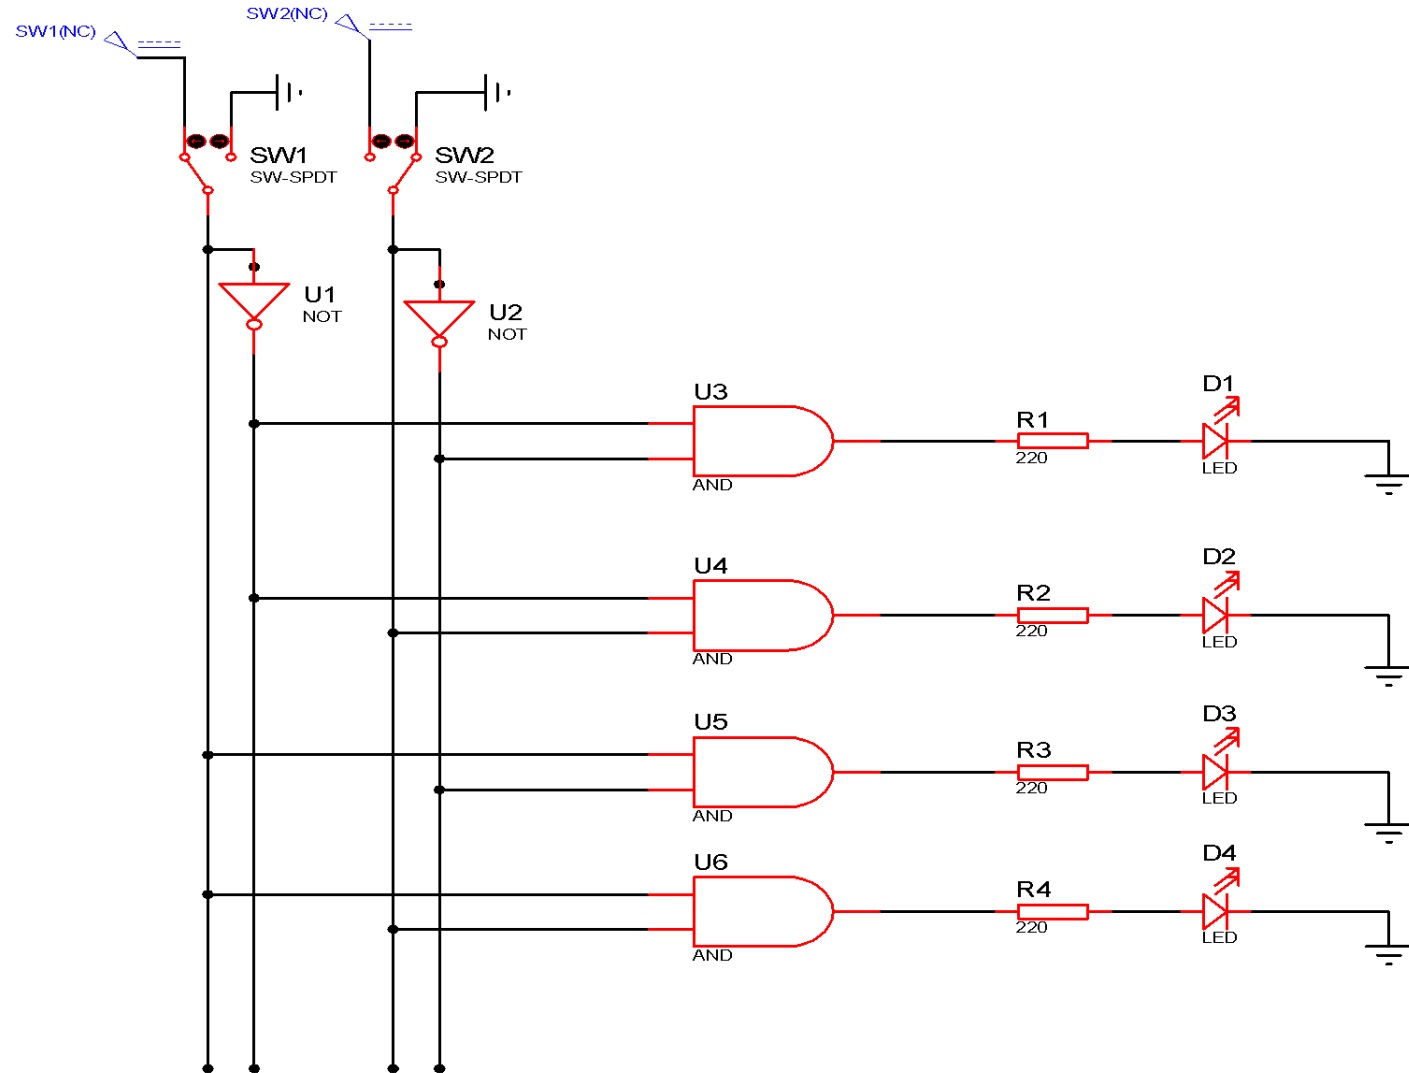 SW1(NC)
SW2(NC)
SW1
SW-SPDT
SW2
SW-SPDT
U1
NOT
U2
NOT
U3
AND
R1
220
D1
LED
U4
AND
R2
220
D2
LED
U5
AND
R3
220
D3
LED
U6
AND
R4
220
D4
LED